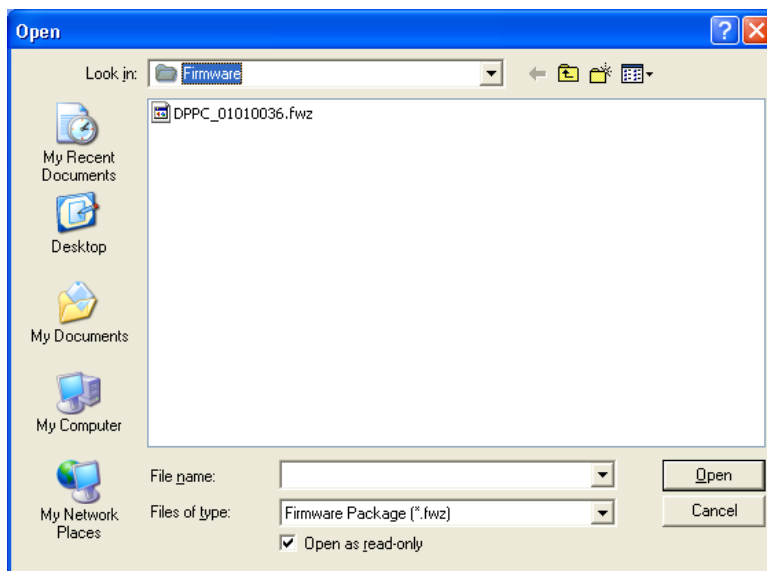 Open
Look in:
Firmware
DPPC_01010036.fwz
My Recent
Documents
Desktop
My Documents
My Computer
My Network
Places
File name:
Open
Files of type:
Firmware Package (*.fwz)
Cancel
Open as read-only